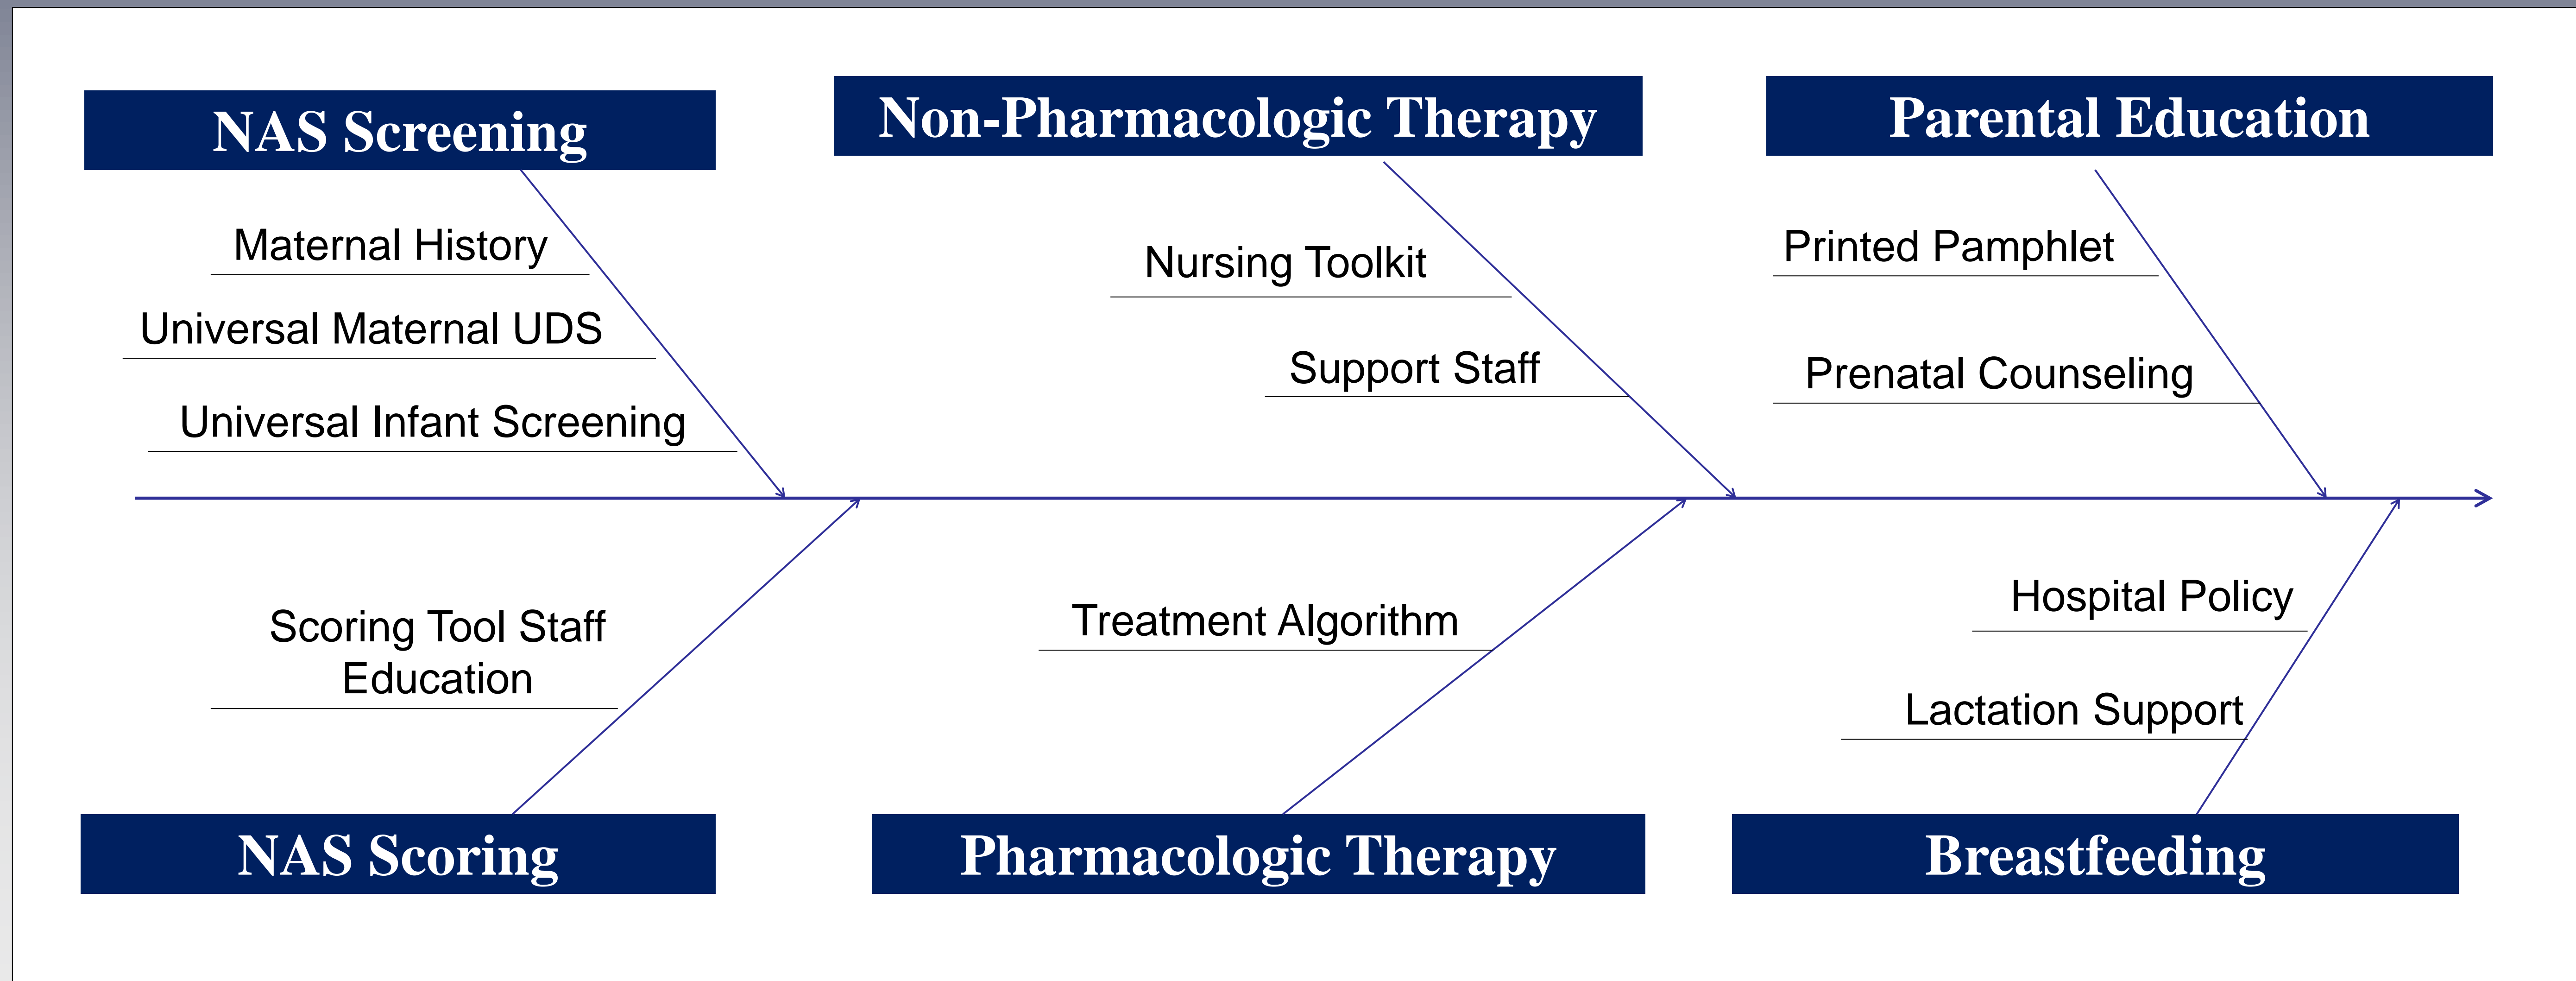 NAS Screening
Non-Pharmacologic Therapy
Parental Education
Maternal History
Universal Maternal UDS
Universal Infant Screening
Nursing Toolkit
Support Staff
Printed Pamphlet
Prenatal Counseling
Scoring Tool Staff
Education
Treatment Algorithm
Hospital Policy
Lactation Support
NAS Scoring
Pharmacologic Therapy
Breastfeeding